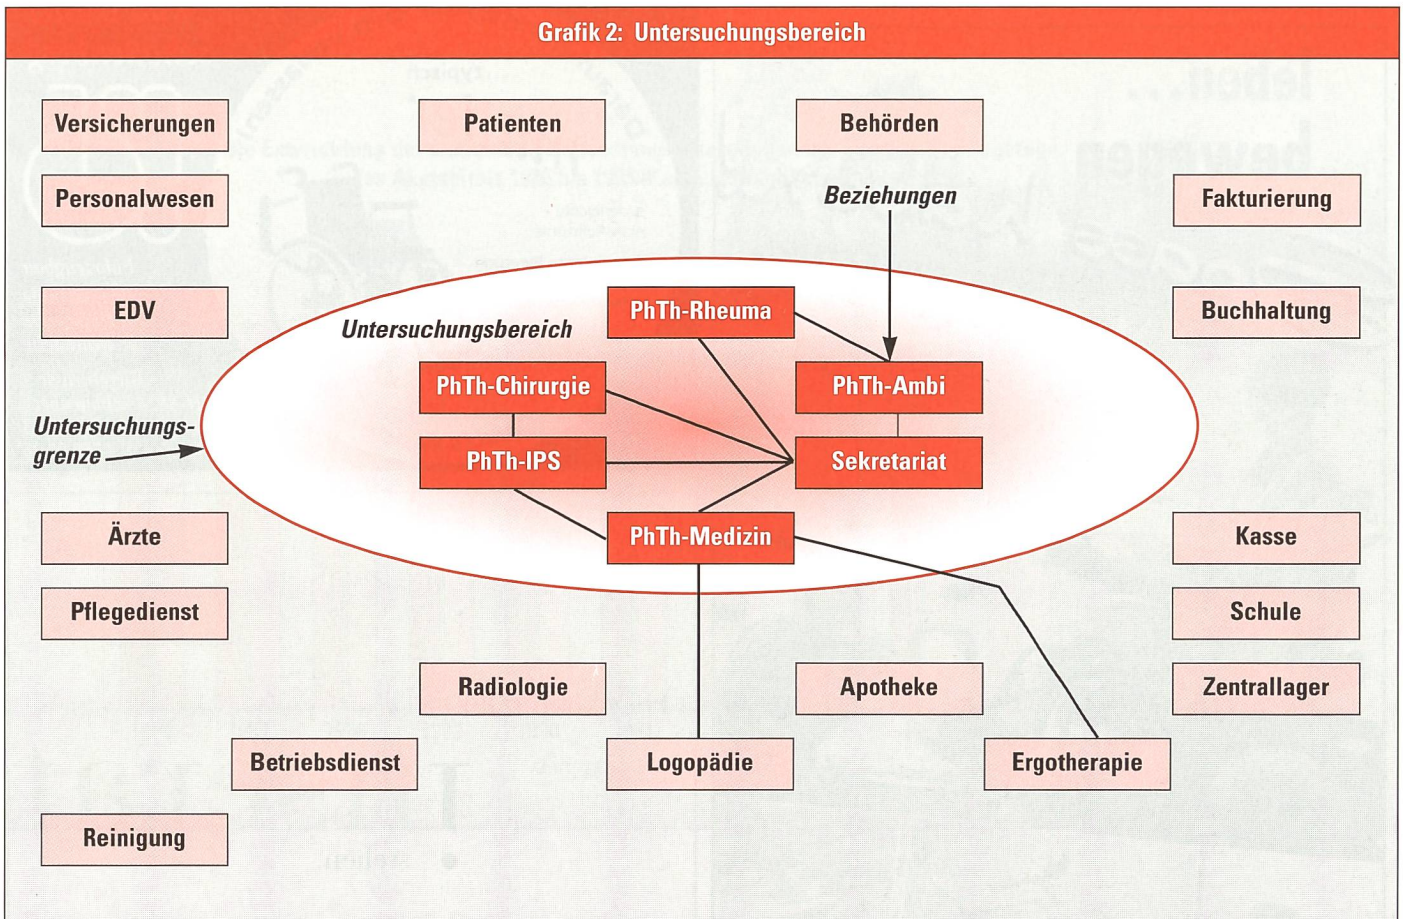 Grafik 2: Untersuchungsbereich
Versicherungen
Patienten
Behörden
Personalwesen
Beziehungen
Fakturierung
EDV
PhTh-Rheuma
Buchhaltung
Untersuchungsbereich
PhTh-Chirurgie
PhTh-Ambi
Untersuchungs-
grenze
PhTh-IPS
Sekretariat
Ärzte
PhTh-Medizin
Kasse
Pflegedienst
Schule
Radiologie
Apotheke
Zentrallager
Betriebsdienst
Logopädie
Ergotherapie
Reinigung